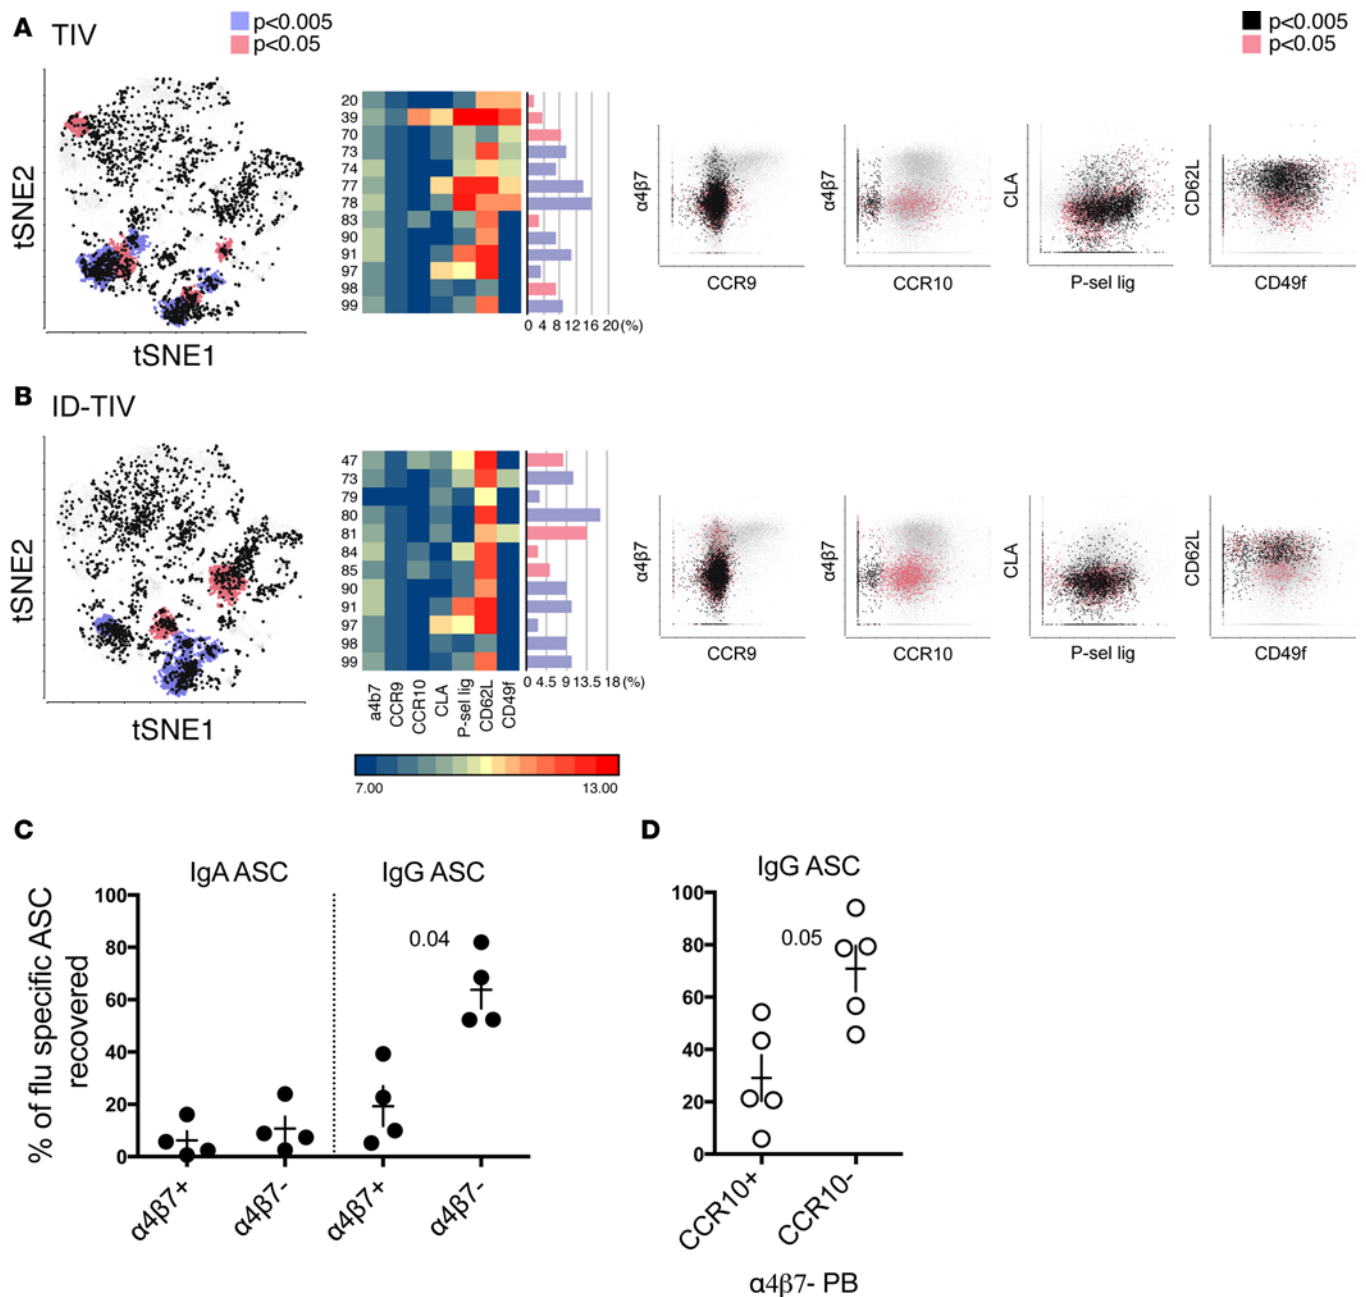 A TIV
p<0.005
p<0.05
p<0.005
p<0.05
tSNE2
tSNE1
20
39
70
73
74
77
78
83
90
91
97
98
99
0 4 8 12 16 20 (%)
α4β7
CCR9
α4β7
CCR10
CLA
P-sel lig
CD62L
CD49f
B ID-TIV
tSNE2
tSNE1
47
73
79
80
81
84
85
90
91
97
98
99
0 4.5 9 13.5 18 (%)
a4b7
CCR9
CCR10
CLA
P-sel lig
CD62L
CD49f
7.00 13.00
α4β7
CCR9
α4β7
CCR10
CLA
P-sel lig
CD62L
CD49f
C
IgA ASC IgG ASC
% of flu specific ASC
recovered
100
80
60
40
20
0
0.04
α4β7+ α4β7- α4β7+ α4β7-
D
IgG ASC
100
80
60
40
20
0
0.05
CCR10+ CCR10-
α4β7- PB